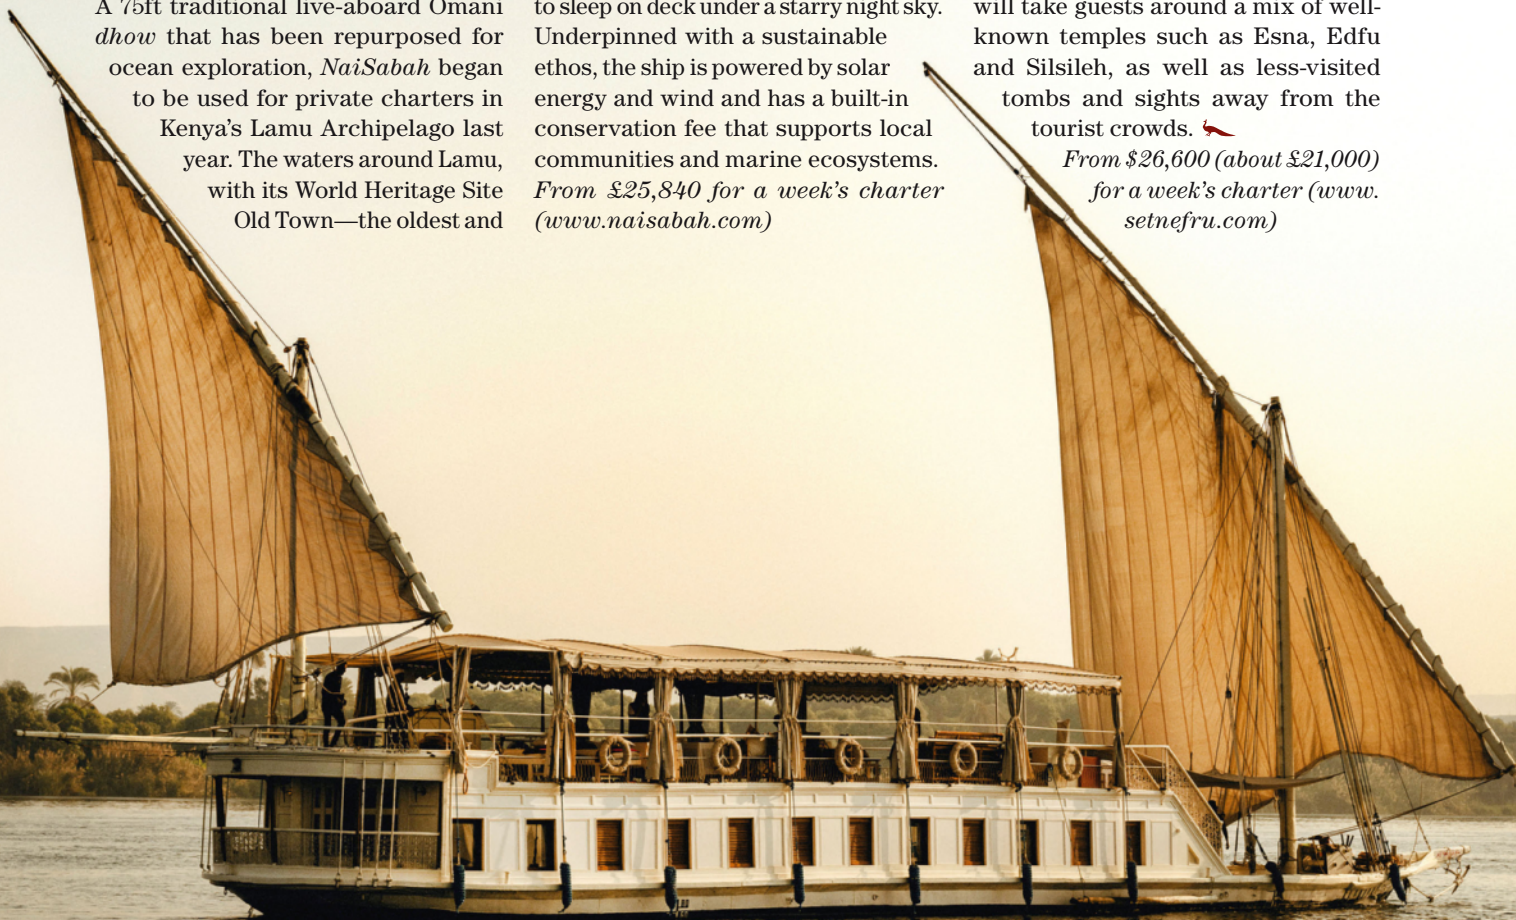 A 75ft traditional live-aboard Omani
dhow that has been repurposed for
ocean exploration, NaiSabah began
to be used for private charters in
Kenya’s Lamu Archipelago last
year. The waters around Lamu,
with its World Heritage Site
Old Town—the oldest and
to sleep on deck under a starry night sky.
Underpinned with a sustainable
ethos, the ship is powered by solar
energy and wind and has a built-in
conservation fee that supports local
communities and marine ecosystems.
From £25,840 for a week’s charter
(www.naisabah.com)
will take guests around a mix of well-
known temples such as Esna, Edfu
and Silsileh, as well as less-visited
tombs and sights away from the
tourist crowds.
From $26,600 (about £21,000)
for a week’s charter (www.
setnefru.com)